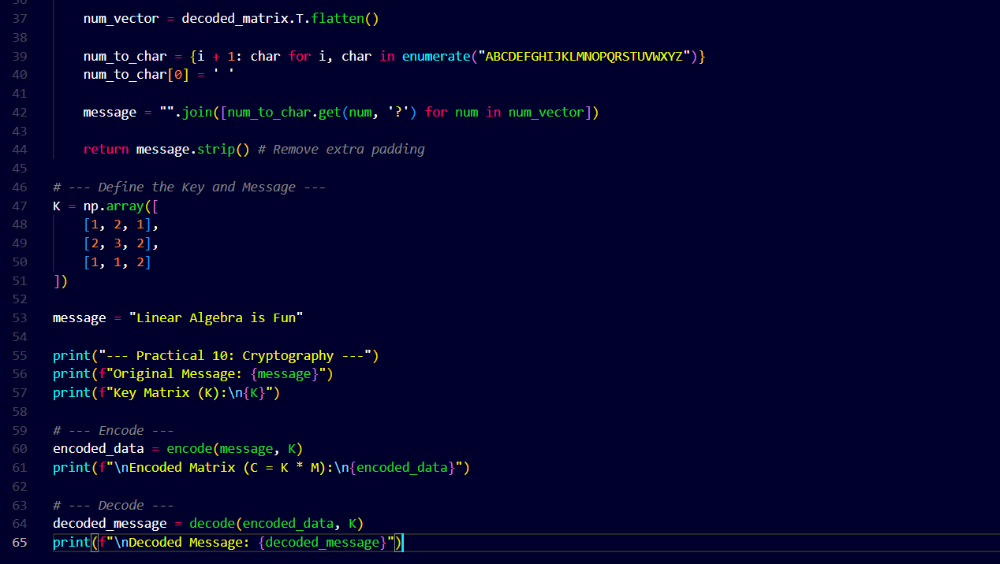 36
37 num_vector = decoded_matrix.T.flatten()
38
39 num_to_char = {i + 1: char for i, char in enumerate("ABCDEFGHIJKLMNOPQRSTUVWXYZ")}
40 num_to_char[0] = ' '
41
42 message = "".join([num_to_char.get(num, '?') for num in num_vector])
43
44 return message.strip() # Remove extra padding
45
46 # --- Define the Key and Message ---
47 K = np.array([
48 [1, 2, 1],
49 [2, 3, 2],
50 [1, 1, 2]
51 ])
52
53 message = "Linear Algebra is Fun"
54
55 print("--- Practical 10: Cryptography ---")
56 print(f"Original Message: {message}")
57 print(f"Key Matrix (K):\n{K}")
58
59 # --- Encode ---
60 encoded_data = encode(message, K)
61 print(f"\nEncoded Matrix (C = K * M):\n{encoded_data}")
62
63 # --- Decode ---
64 decoded_message = decode(encoded_data, K)
65 print(f"\nDecoded Message: {decoded_message}")